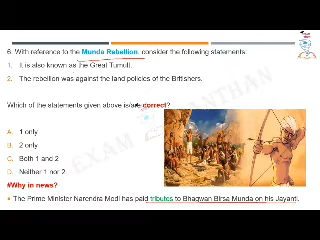 6. With reference to the Munda Rebellion, consider the following statements:
1. It is also known as the Great Tumult.
2. The rebellion was against the land policies of the Britishers.
Which of the statements given above is/are correct?
A. 1 only
B. 2 only
C. Both 1 and 2
D. Neither 1 nor 2
#Why in news?
The Prime Minister Narendra Modi has paid tributes to Bhagwan Birsa Munda on his Jayanti.